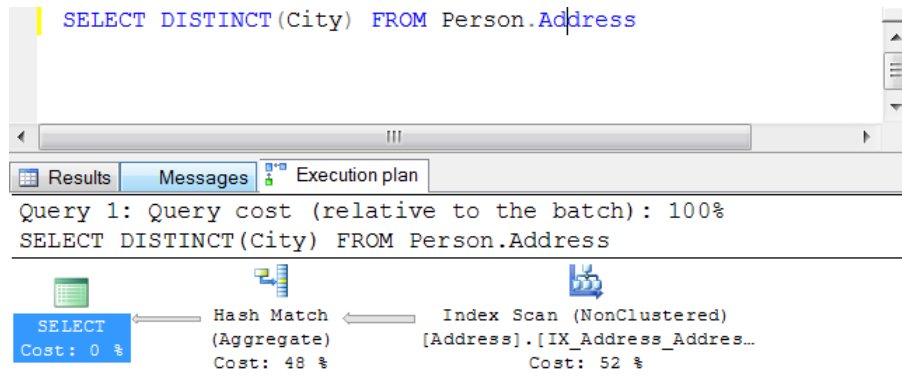 SELECT DISTINCT(City) FROM Person.Address
Results Messages Execution plan
Query 1: Query cost (relative to the batch): 100%
SELECT DISTINCT(City) FROM Person.Address
SELECT
Cost: 0 %
Hash Match
(Aggregate)
Cost: 48 %
Index Scan (NonClustered)
[Address].[IX_Address_Addres…
Cost: 52 %